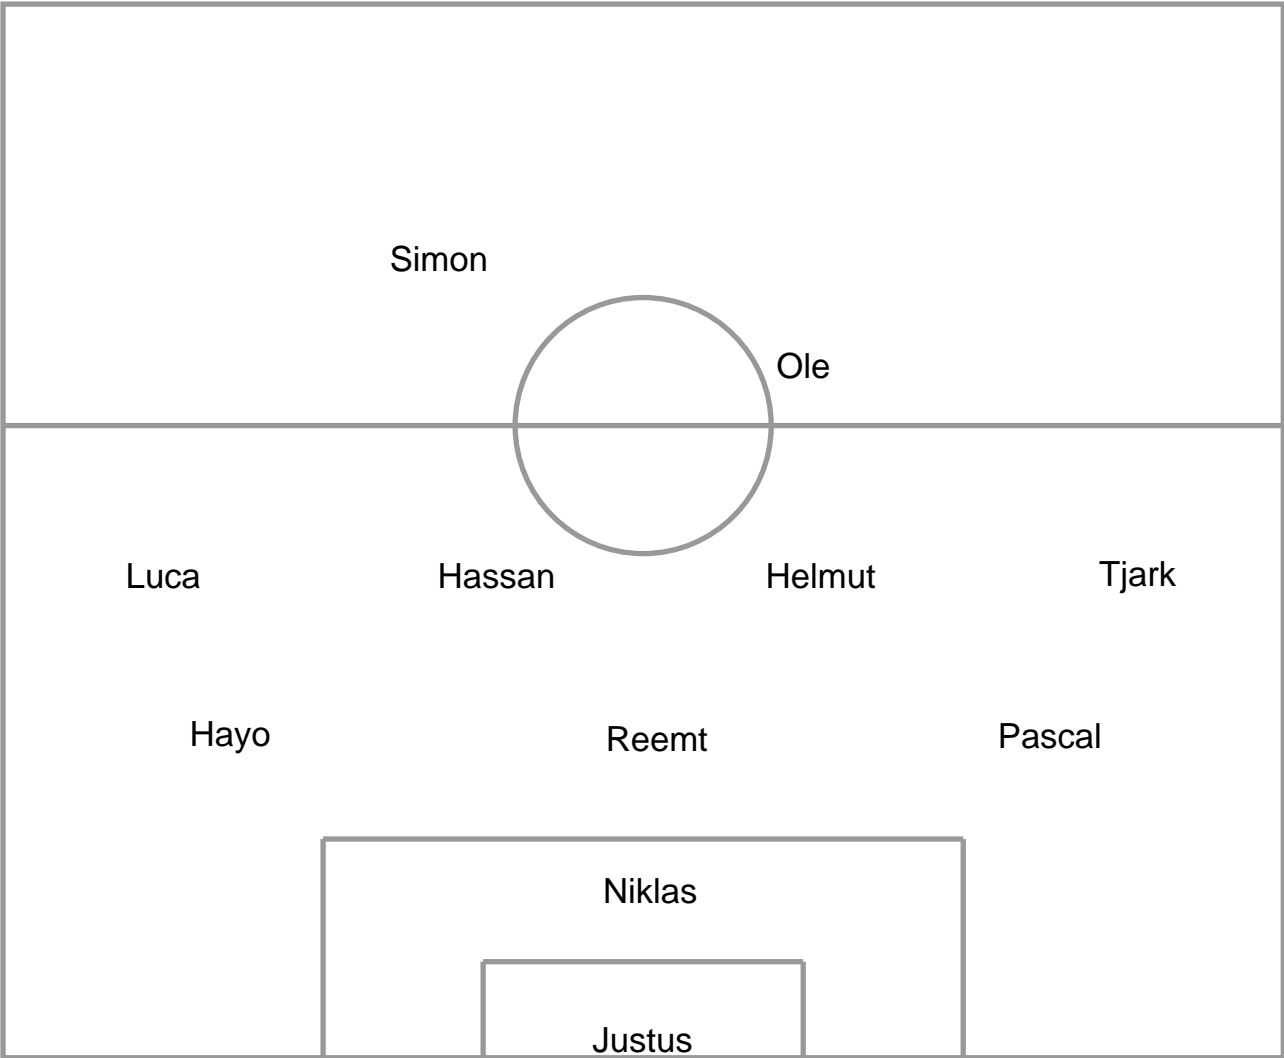 Simon
Ole
Luca Hassan Helmut Tjark
Hayo Reemt Pascal
Niklas
Justus